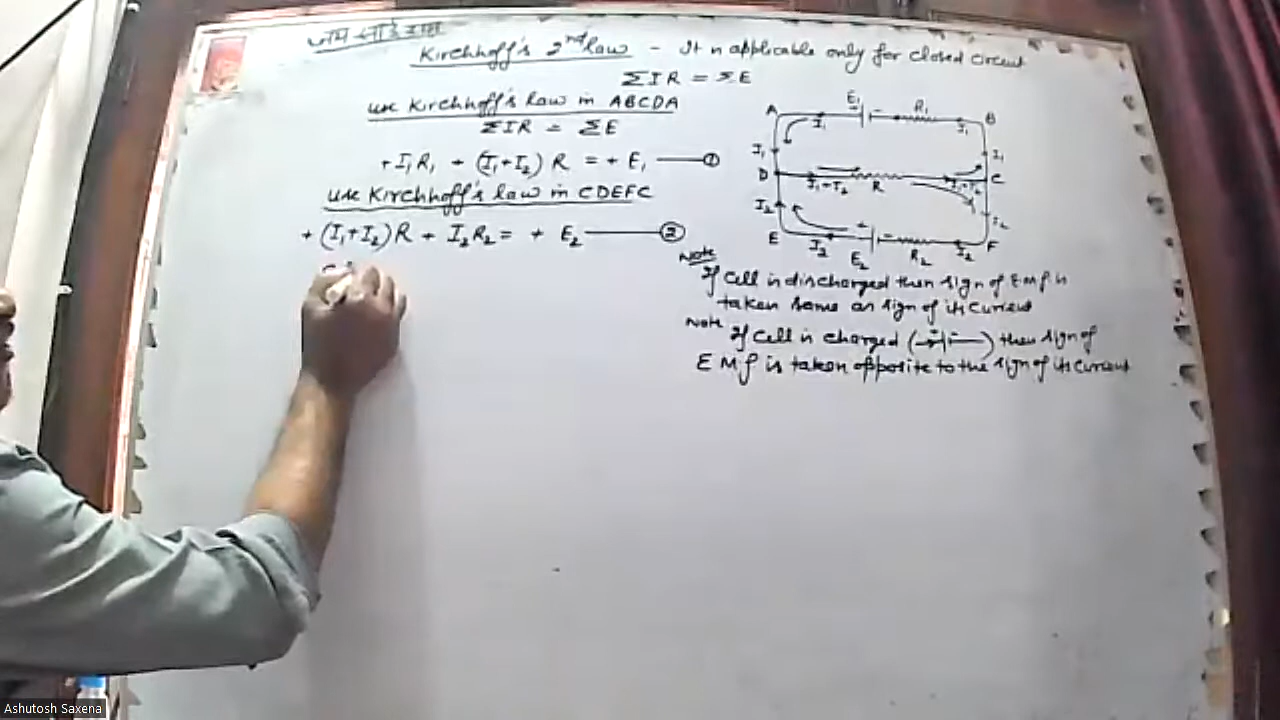 Kirchhoff's 2nd law - It is applicable only for closed circuit
ΣIR = ΣE
use Kirchhoff's law in ABCDA
ΣIR = ΣE
+I₁R₁ + (I₁+I₂) R = + E₁ ①
use Kirchhoff's law in CDEFC
+ (I₁+I₂)R + I₂R₂ = + E₂ ②
A I₁ E₁ + - R₁ I₁ B
I₁ I₁
D I₁+I₂ R I₁+I₂ C
I₂ I₂
E I₂ + - E₂ R₂ I₂ F
Note
If Cell is discharged then sign of EMf is
taken same as sign of its Current
Note
If Cell is charged (+ -) then sign of
EMf is taken opposite to the sign of its Current
Ashutosh Saxena